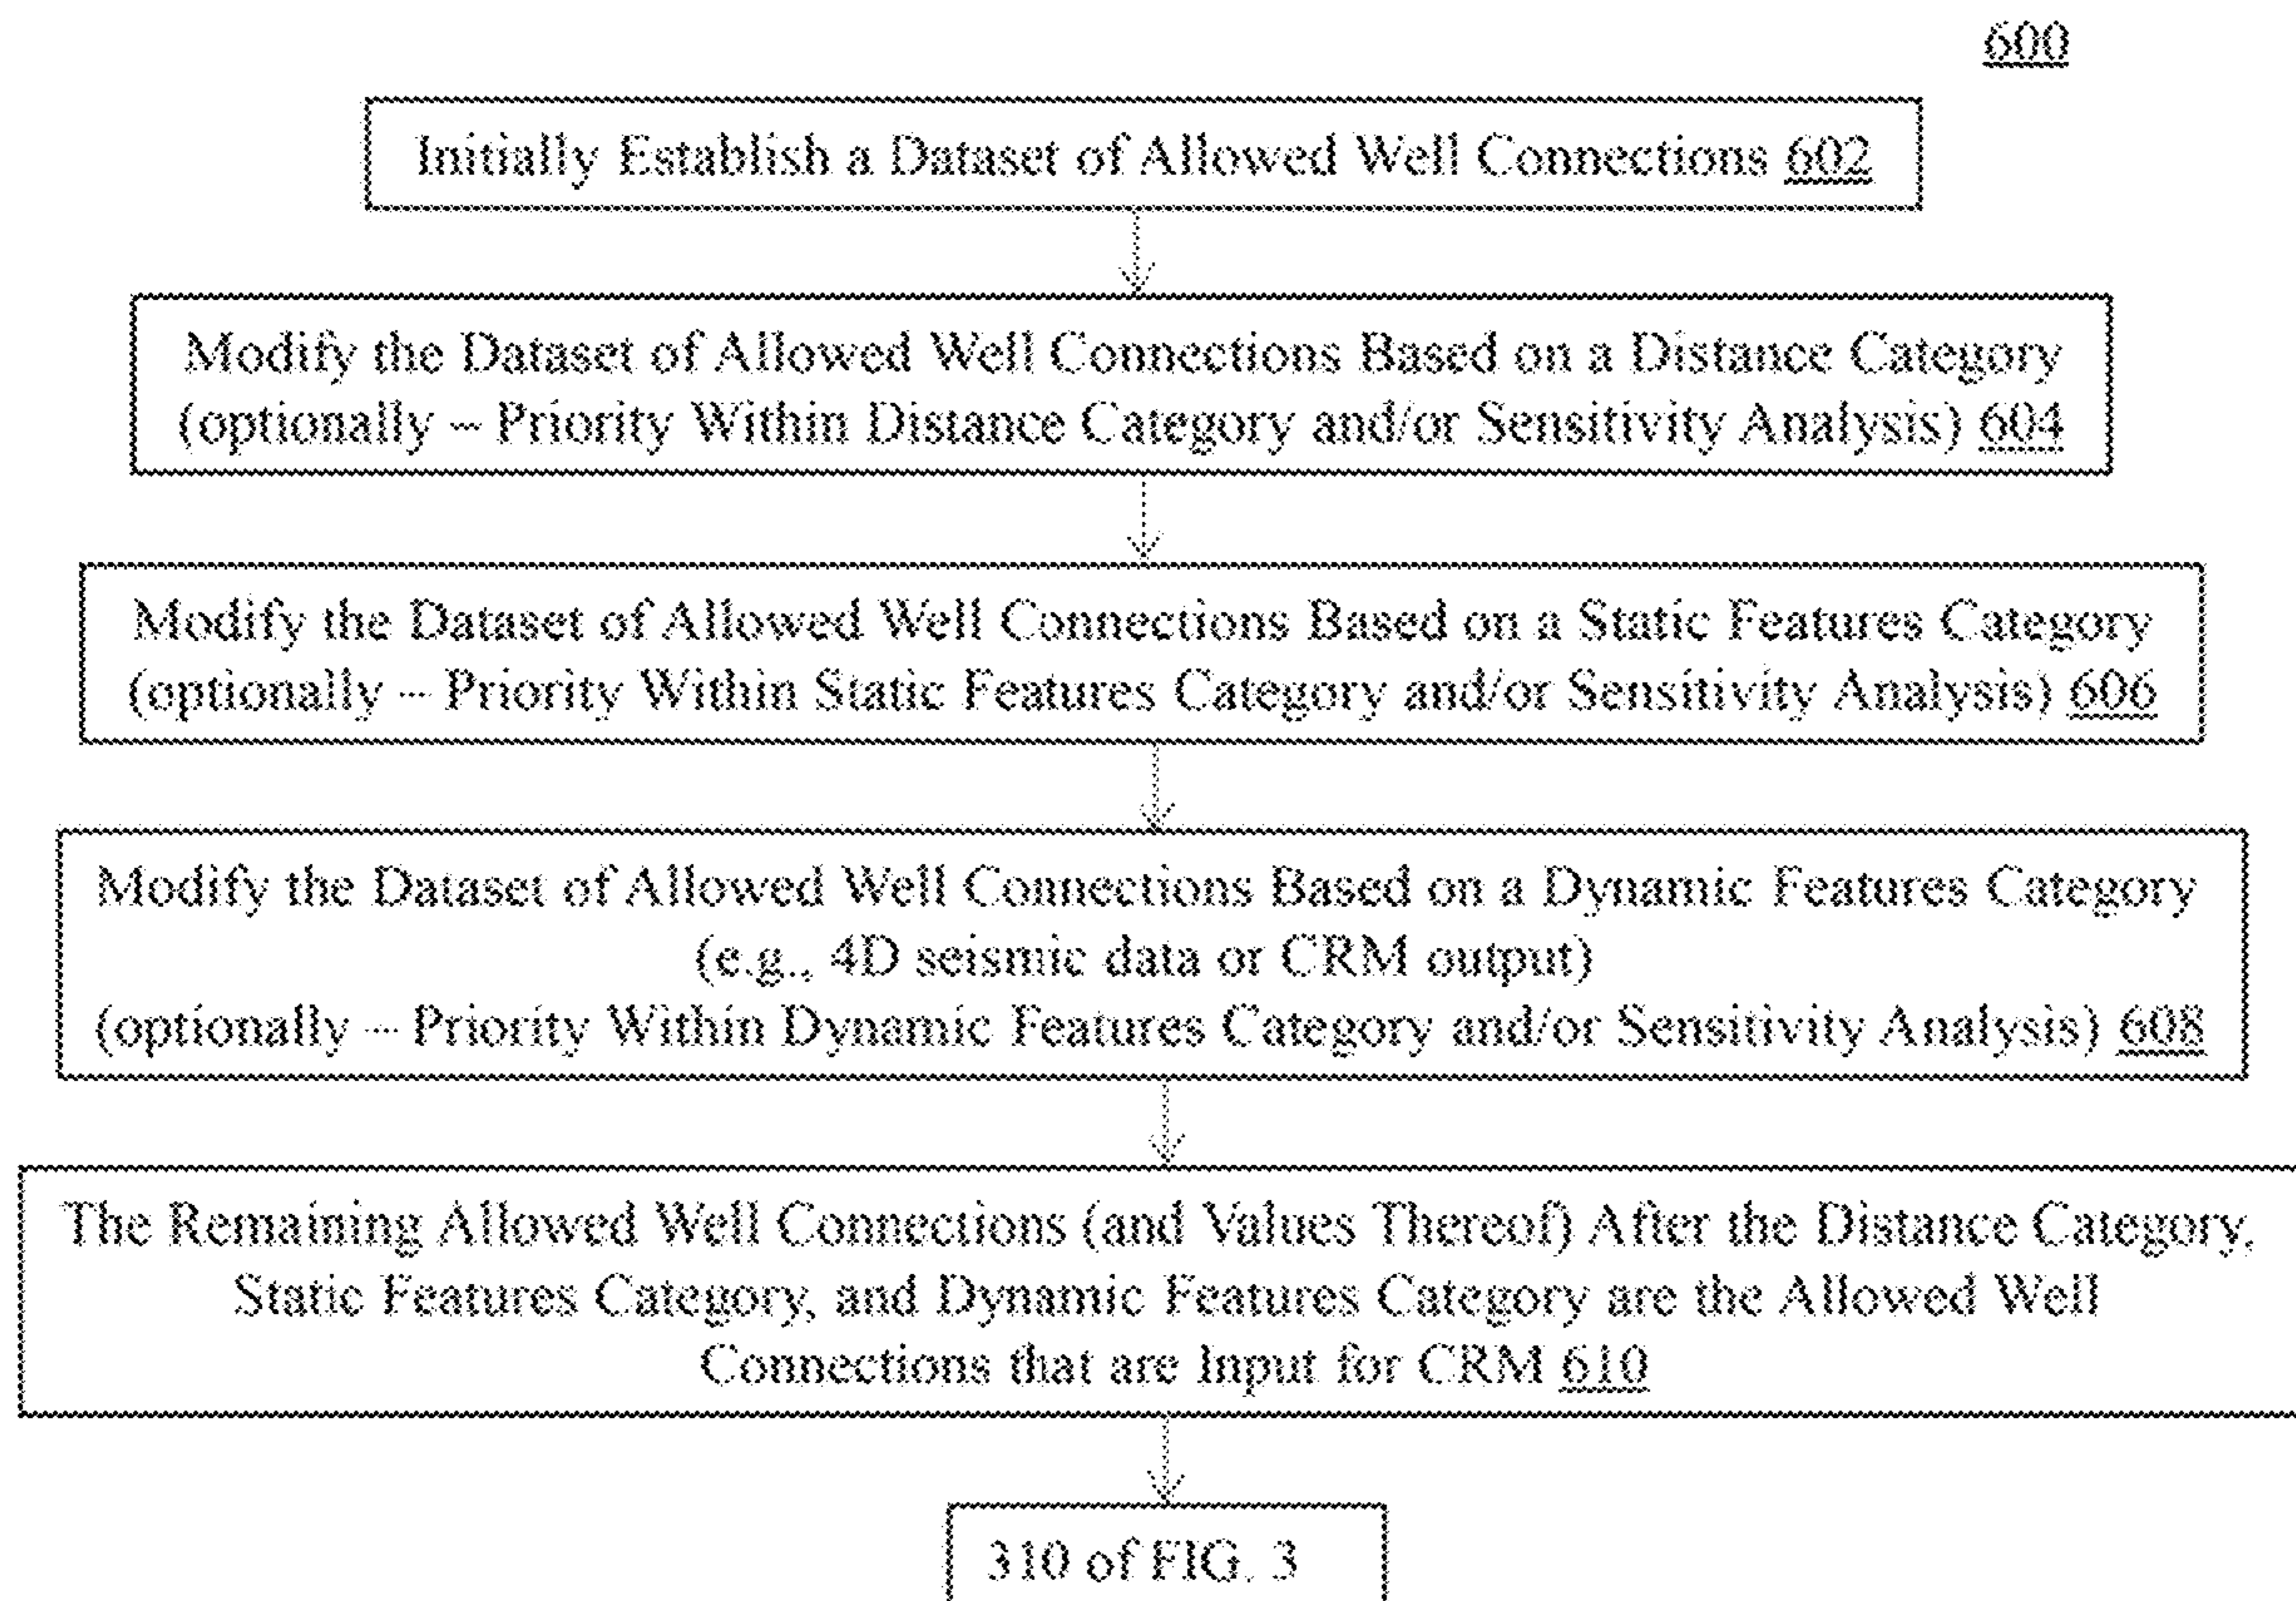 600
Initially Establish a Dataset of Allowed Well Connections 602
Modify the Dataset of Allowed Well Connections Based on a Distance Category
(optionally – Priority Within Distance Category and/or Sensitivity Analysis) 604
Modify the Dataset of Allowed Well Connections Based on a Static Features Category
(optionally – Priority Within Static Features Category and/or Sensitivity Analysis) 606
Modify the Dataset of Allowed Well Connections Based on a Dynamic Features Category
(e.g., 4D seismic data or CRM output)
(optionally – Priority Within Dynamic Features Category and/or Sensitivity Analysis) 608
The Remaining Allowed Well Connections (and Values Thereof) After the Distance Category,
Static Features Category, and Dynamic Features Category are the Allowed Well
Connections that are Input for CRM 610
310 of FIG. 3